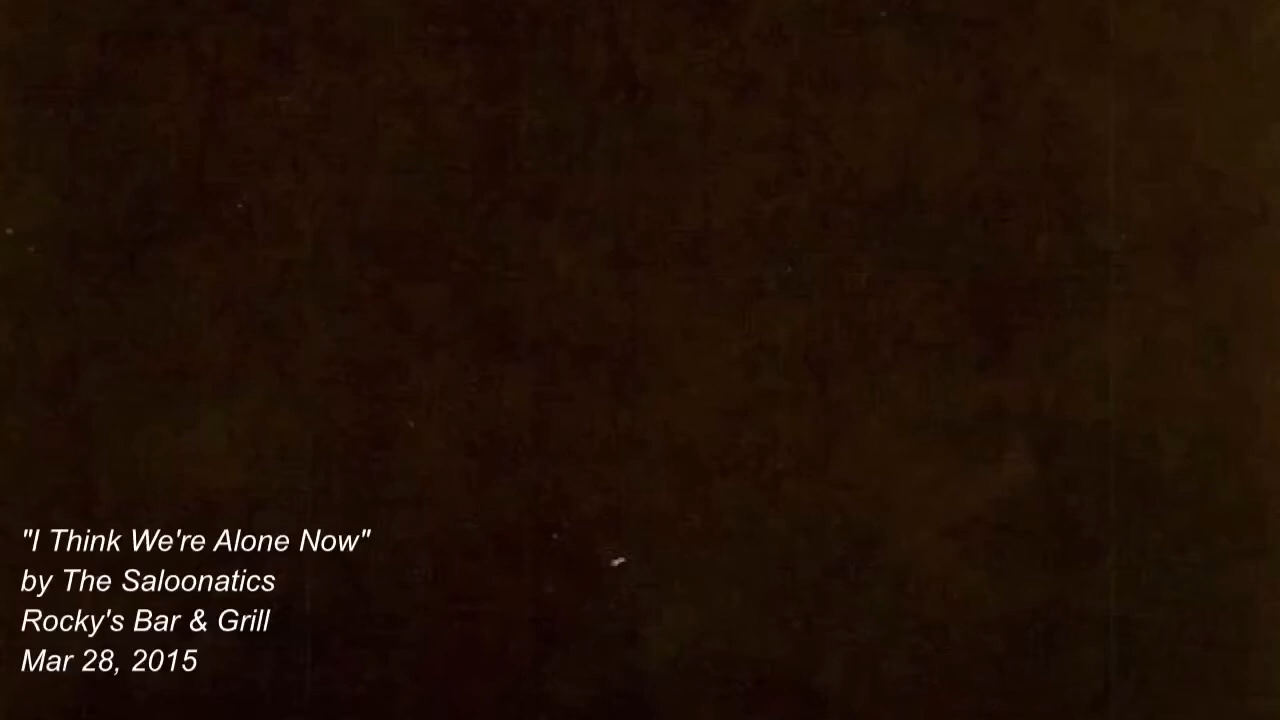 "I Think We're Alone Now"
by The Saloonatics
Rocky's Bar & Grill
Mar 28, 2015